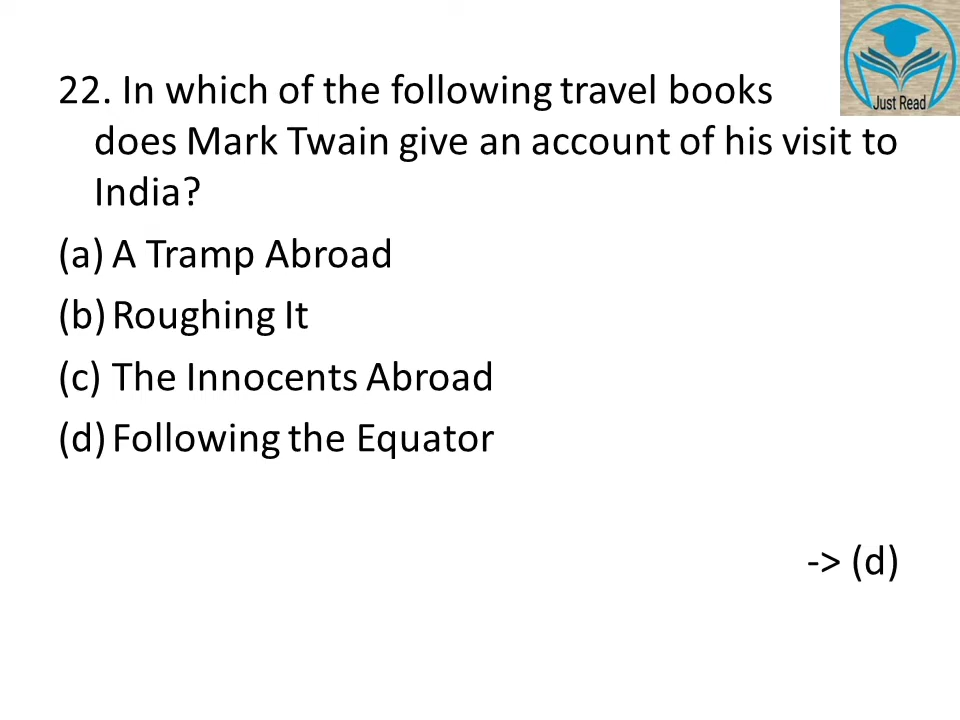 Just Read
22. In which of the following travel books
does Mark Twain give an account of his visit to
India?
(a) A Tramp Abroad
(b) Roughing It
(c) The Innocents Abroad
(d) Following the Equator
-> (d)